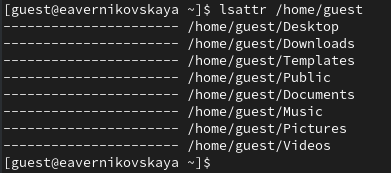 [guest@eavernikovskaya ~]$ lsattr /home/guest
---------------------- /home/guest/Desktop
---------------------- /home/guest/Downloads
---------------------- /home/guest/Templates
---------------------- /home/guest/Public
---------------------- /home/guest/Documents
---------------------- /home/guest/Music
---------------------- /home/guest/Pictures
---------------------- /home/guest/Videos
[guest@eavernikovskaya ~]$